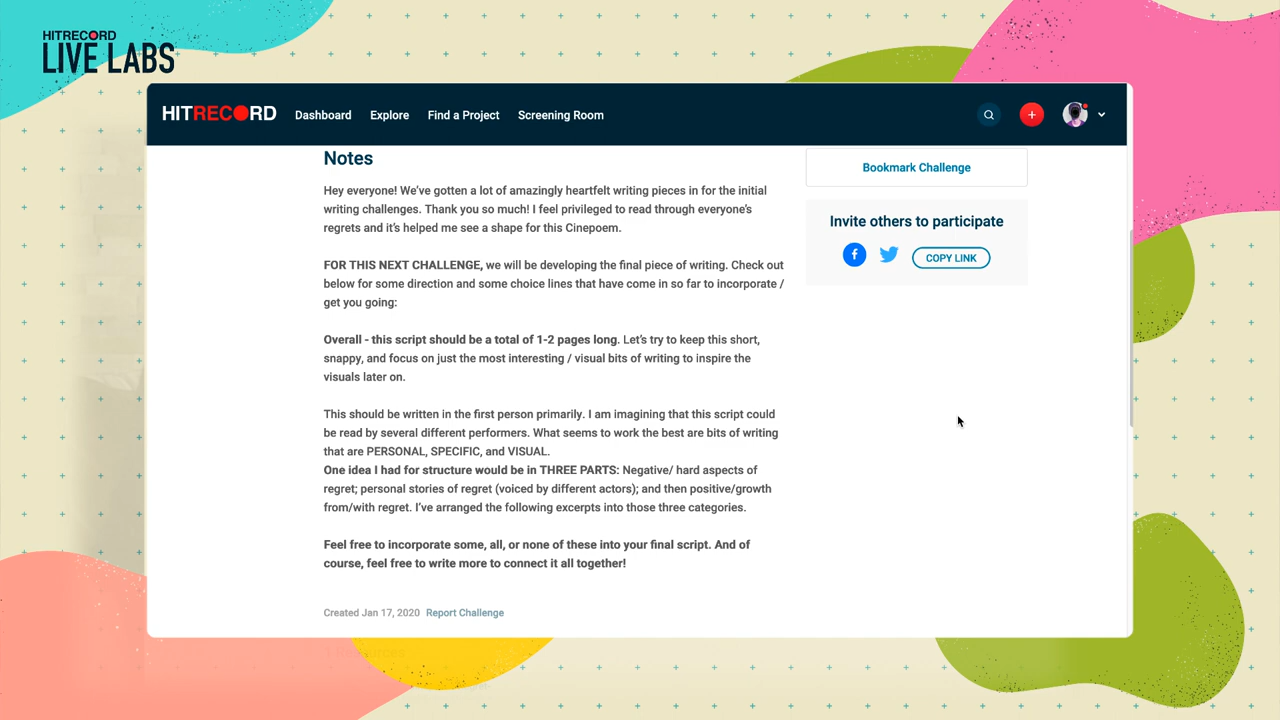 HITRECORD
LIVE LABS
HITRECORD
Dashboard
Explore
Find a Project
Screening Room
Notes
Hey everyone! We've gotten a lot of amazingly heartfelt writing pieces in for the initial
writing challenges. Thank you so much! I feel privileged to read through everyone's
regrets and it's helped me see a shape for this Cinepoem.
FOR THIS NEXT CHALLENGE, we will be developing the final piece of writing. Check out
below for some direction and some choice lines that have come in so far to incorporate /
get you going:
Overall - this script should be a total of 1-2 pages long. Let's try to keep this short,
snappy, and focus on just the most interesting / visual bits of writing to inspire the
visuals later on.
This should be written in the first person primarily. I am imagining that this script could
be read by several different performers. What seems to work the best are bits of writing
that are PERSONAL, SPECIFIC, and VISUAL.
One idea I had for structure would be in THREE PARTS: Negative/ hard aspects of
regret; personal stories of regret (voiced by different actors); and then positive/growth
from/with regret. I've arranged the following excerpts into those three categories.
Feel free to incorporate some, all, or none of these into your final script. And of
course, feel free to write more to connect it all together!
Created Jan 17, 2020 Report Challenge
Bookmark Challenge
Invite others to participate
COPY LINK